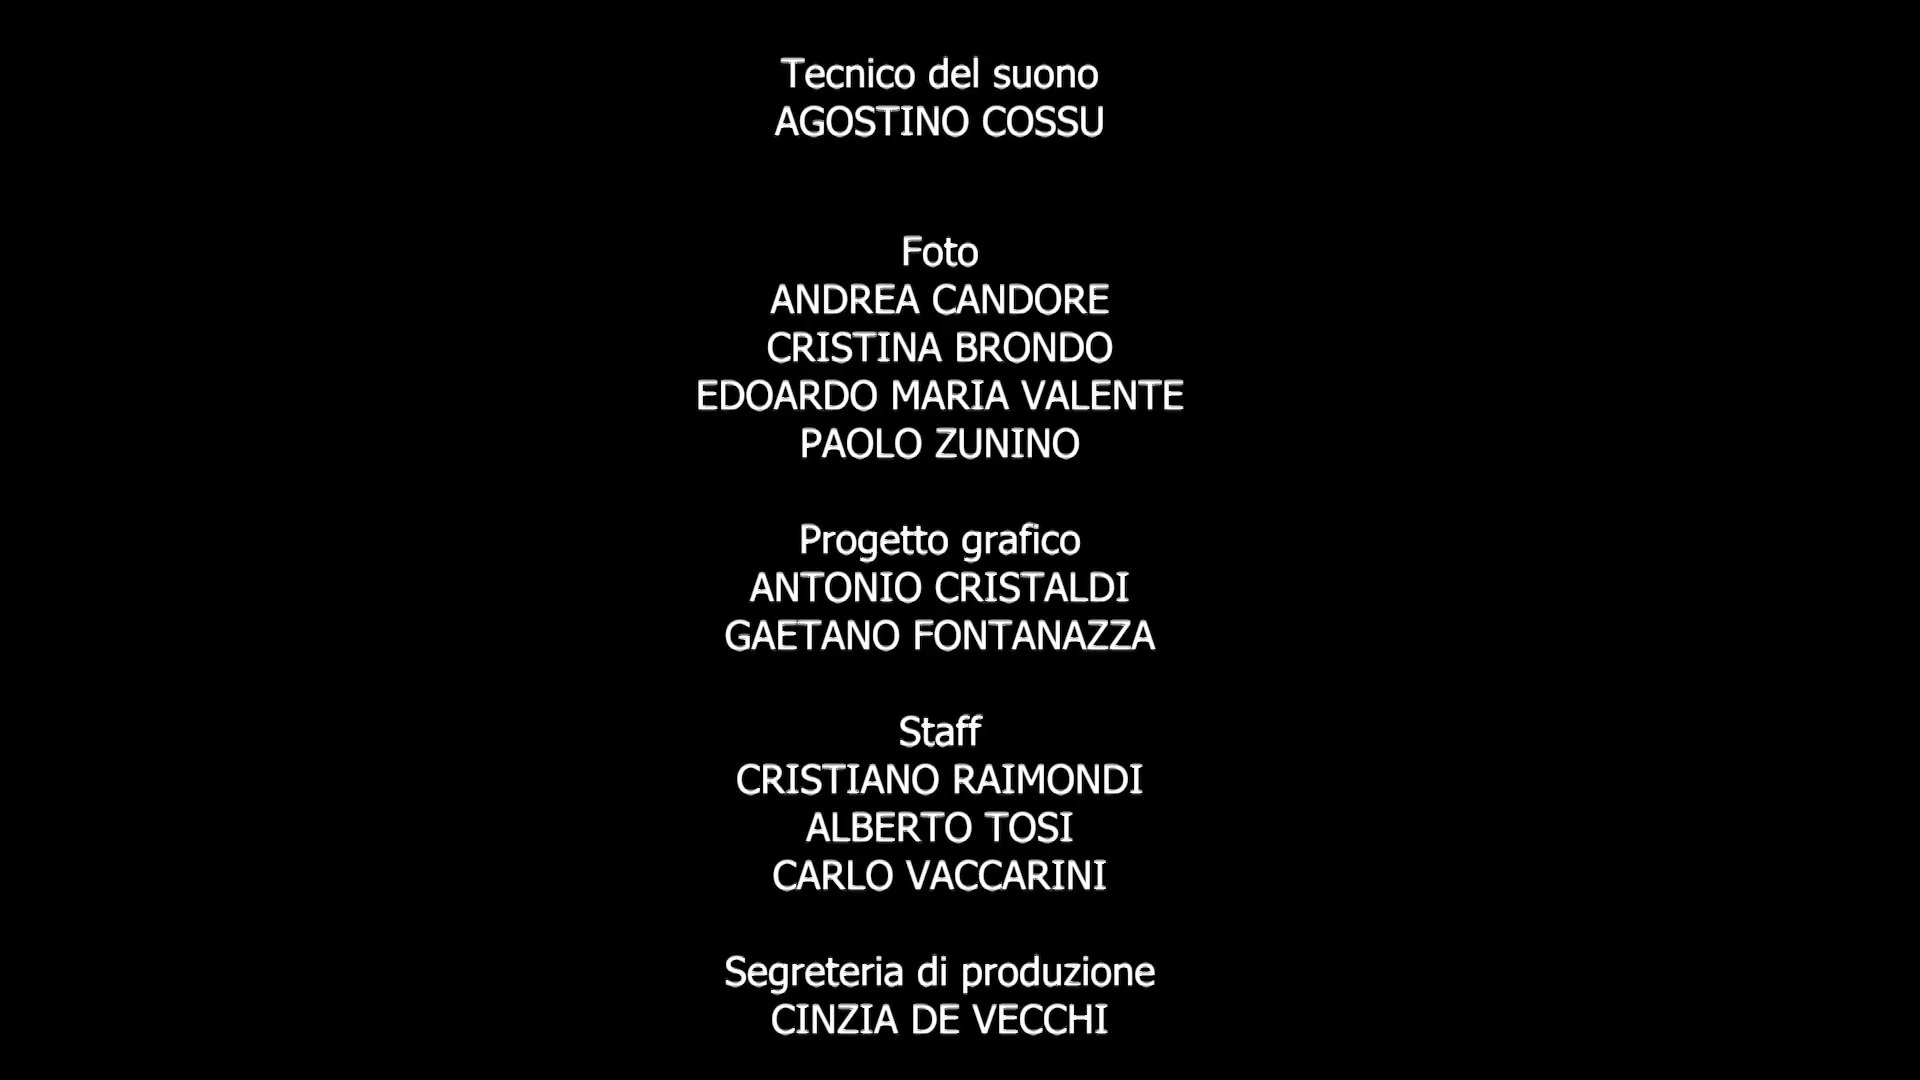 Tecnico del suono
AGOSTINO COSSU
Foto
ANDREA CANDORE
CRISTINA BRONDO
EDOARDO MARIA VALENTE
PAOLO ZUNINO
Progetto grafico
ANTONIO CRISTALDI
GAETANO FONTANAZZA
Staff
CRISTIANO RAIMONDI
ALBERTO TOSI
CARLO VACCARINI
Segreteria di produzione
CINZIA DE VECCHI